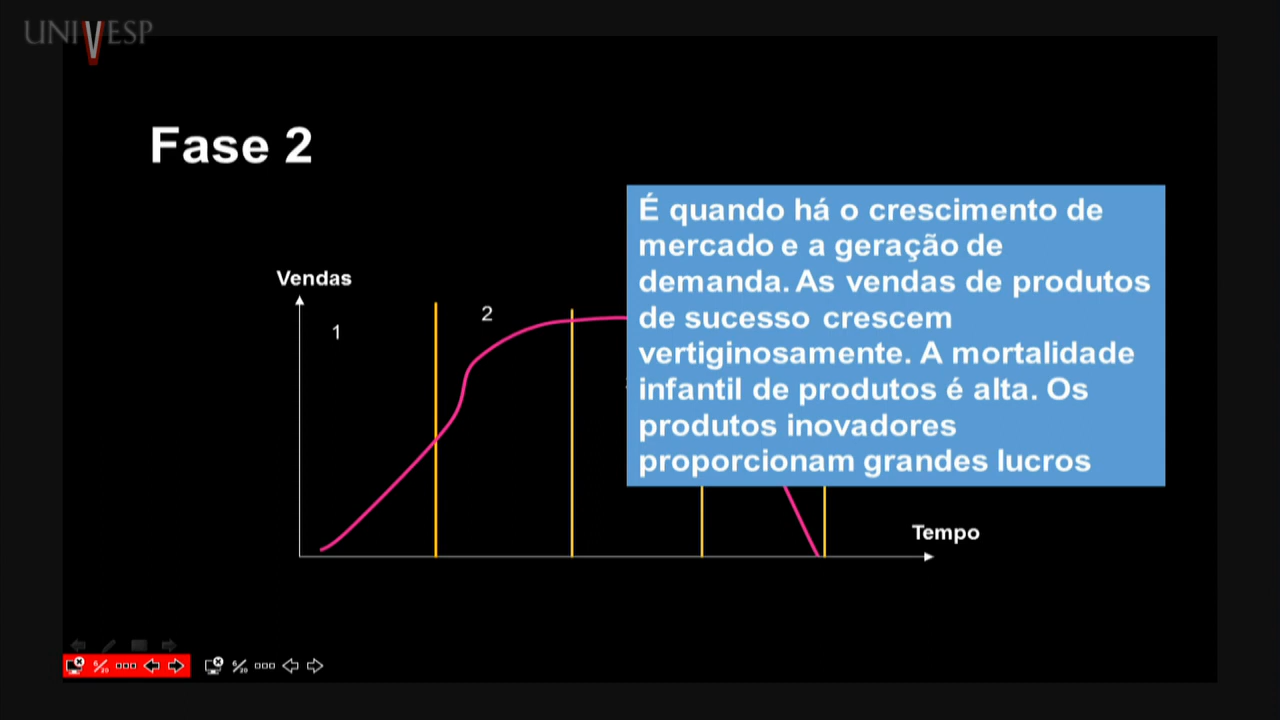 UNIVESP
Fase 2
É quando há o crescimento de
mercado e a geração de
demanda. As vendas de produtos
de sucesso crescem
vertiginosamente. A mortalidade
infantil de produtos é alta. Os
produtos inovadores
proporcionam grandes lucros
Vendas
1
2
Tempo